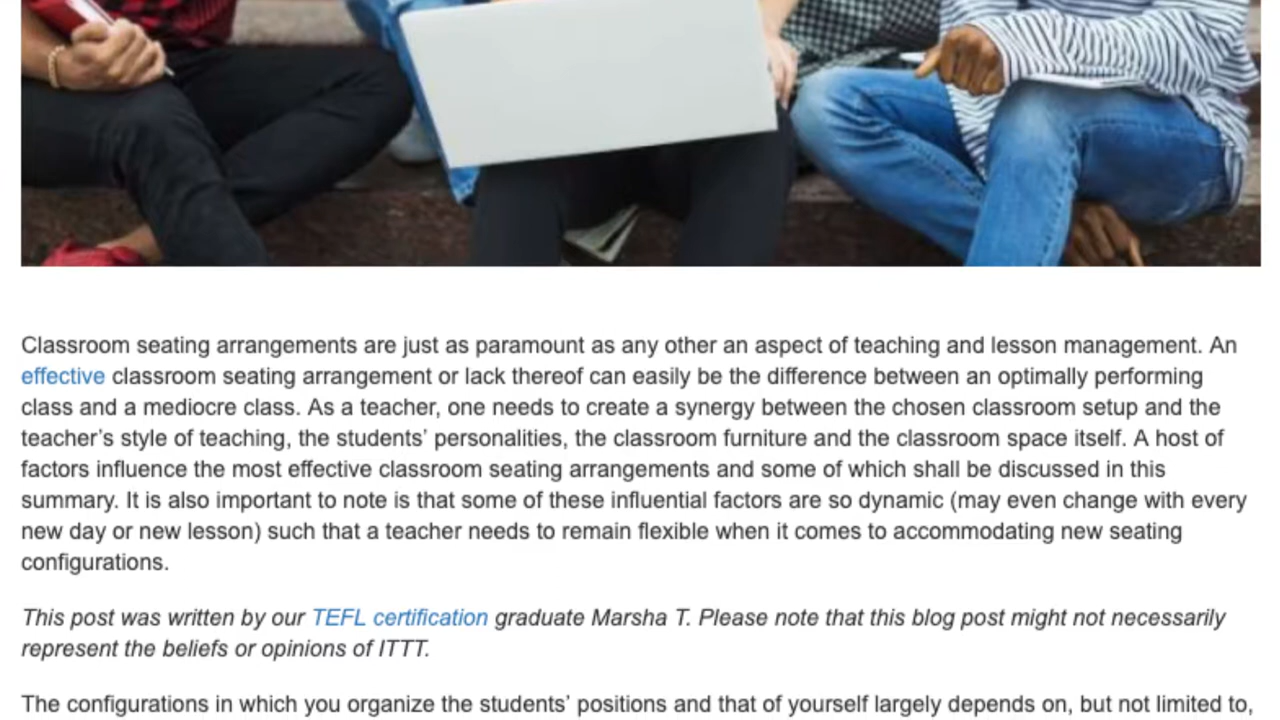 Classroom seating arrangements are just as paramount as any other an aspect of teaching and lesson management. An
effective classroom seating arrangement or lack thereof can easily be the difference between an optimally performing
class and a mediocre class. As a teacher, one needs to create a synergy between the chosen classroom setup and the
teacher’s style of teaching, the students’ personalities, the classroom furniture and the classroom space itself. A host of
factors influence the most effective classroom seating arrangements and some of which shall be discussed in this
summary. It is also important to note is that some of these influential factors are so dynamic (may even change with every
new day or new lesson) such that a teacher needs to remain flexible when it comes to accommodating new seating
configurations.
This post was written by our TEFL certification graduate Marsha T. Please note that this blog post might not necessarily
represent the beliefs or opinions of ITTT.
The configurations in which you organize the students’ positions and that of yourself largely depends on, but not limited to,